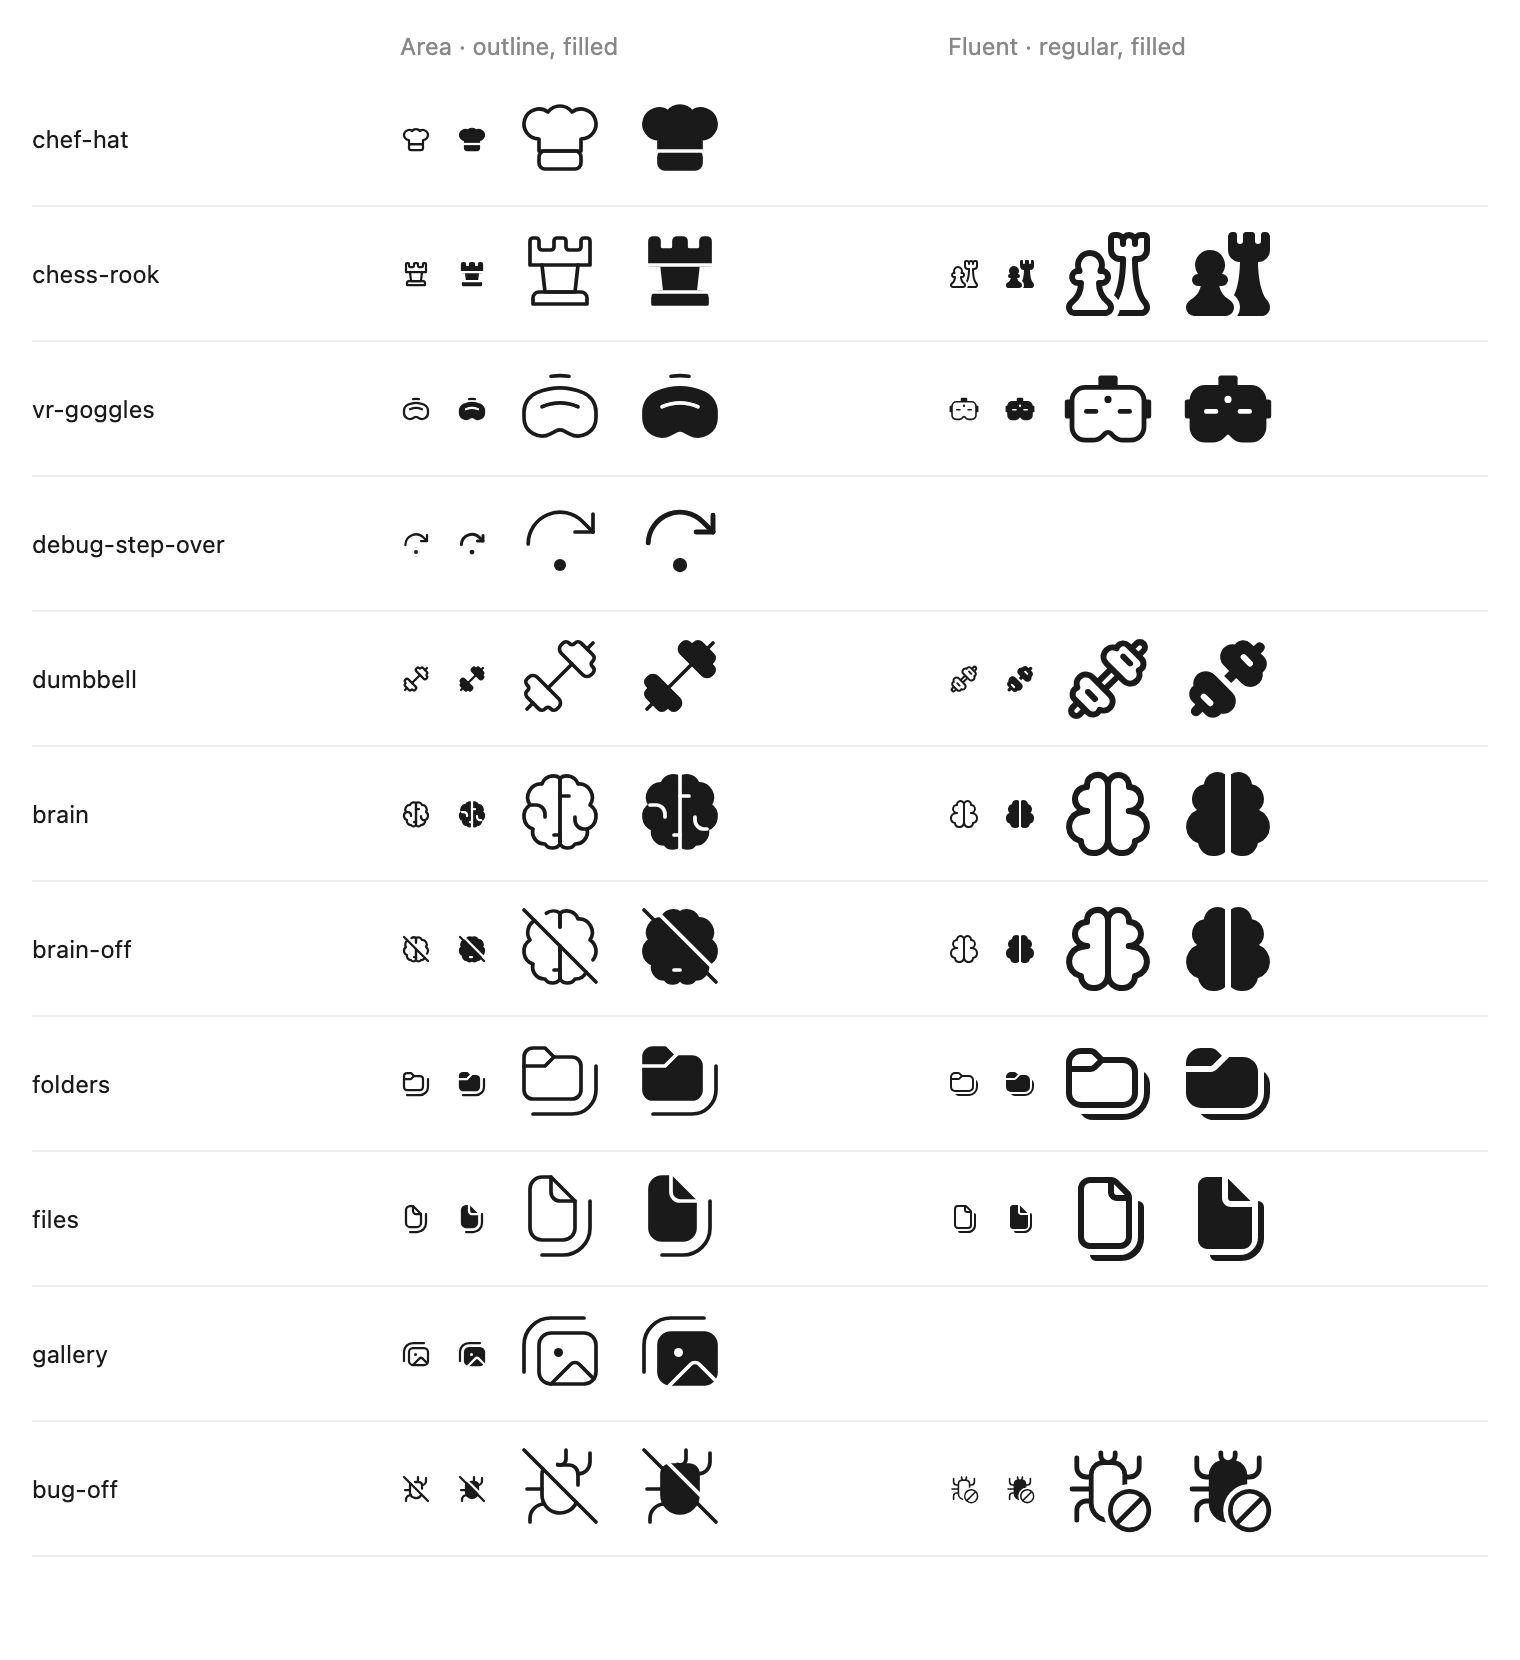 Area · outline, filled
Fluent · regular, filled
chef-hat
chess-rook
vr-goggles
debug-step-over
dumbbell
brain
brain-off
folders
files
gallery
bug-off